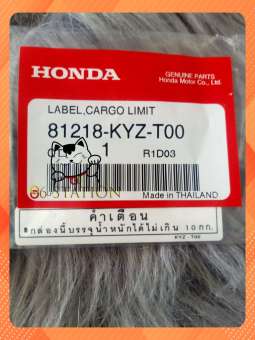 HONDA
GENUINE PARTS
Honda Motor Co., Ltd.
LABEL,CARGO LIMIT
81218-KYZ-T00
1 R1D03
66 STATION
Made in THAILAND
คำเตือน
* กล่องนี้บรรจุน้ำหนักได้ไม่เกิน 10 กก.
KYZ-T00